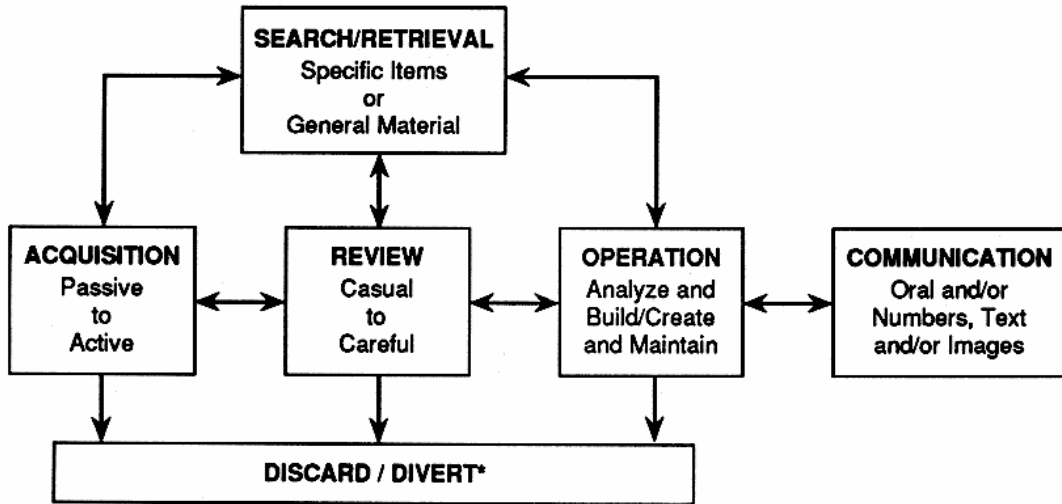 SEARCH/RETRIEVAL
Specific Items
or
General Material
ACQUISITION
Passive
to
Active
REVIEW
Casual
to
Careful
OPERATION
Analyze and
Build/Create
and Maintain
COMMUNICATION
Oral and/or
Numbers, Text
and/or Images
DISCARD / DIVERT*